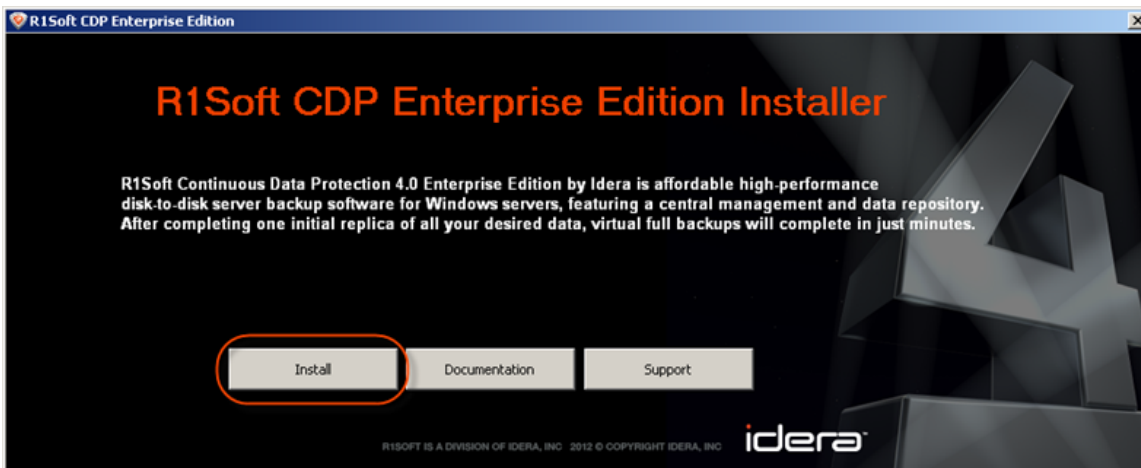 R1Soft CDP Enterprise Edition
R1Soft CDP Enterprise Edition Installer
R1Soft Continuous Data Protection 4.0 Enterprise Edition by Idera is affordable high-performance
disk-to-disk server backup software for Windows servers, featuring a central management and data repository.
After completing one initial replica of all your desired data, virtual full backups will complete in just minutes.
Install Documentation Support
R1SOFT IS A DIVISION OF IDERA, INC 2012 © COPYRIGHT IDERA, INC
idera
4